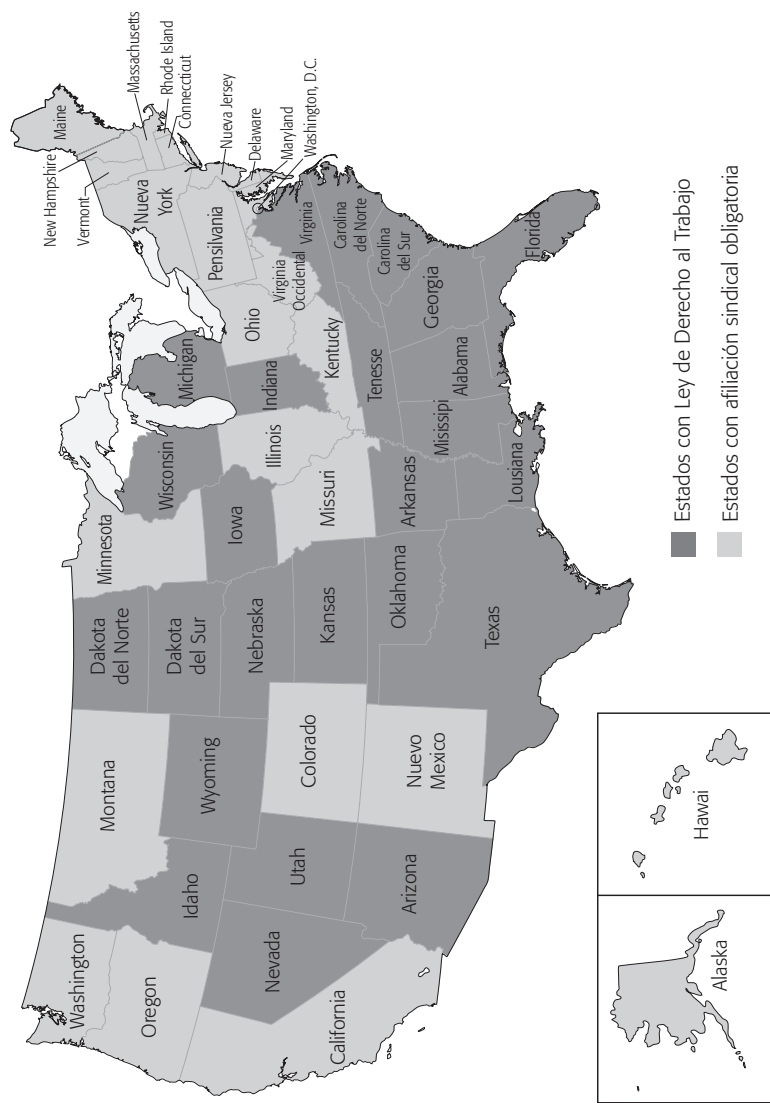 Washington
Oregon
California
Nevada
Idaho
Montana
Wyoming
Utah
Arizona
Colorado
Nuevo
Mexico
Dakota
del Norte
Dakota
del Sur
Nebraska
Kansas
Oklahoma
Texas
Minnesota
Iowa
Missuri
Arkansas
Lousiana
Wisconsin
Illinois
Michigan
Indiana
Ohio
Kentucky
Tenesse
Misissipi
Alabama
Georgia
Florida
Carolina
del Sur
Carolina
del Norte
Virginia
Virginia
Occidental
Pensilvania
Nueva
York
Vermont
New Hampshire
Maine
Massachusetts
Rhode Island
Connecticut
Nueva Jersey
Delaware
Maryland
Washington, D.C.
Alaska
Hawai
Estados con Ley de Derecho al Trabajo
Estados con afiliación sindical obligatoria